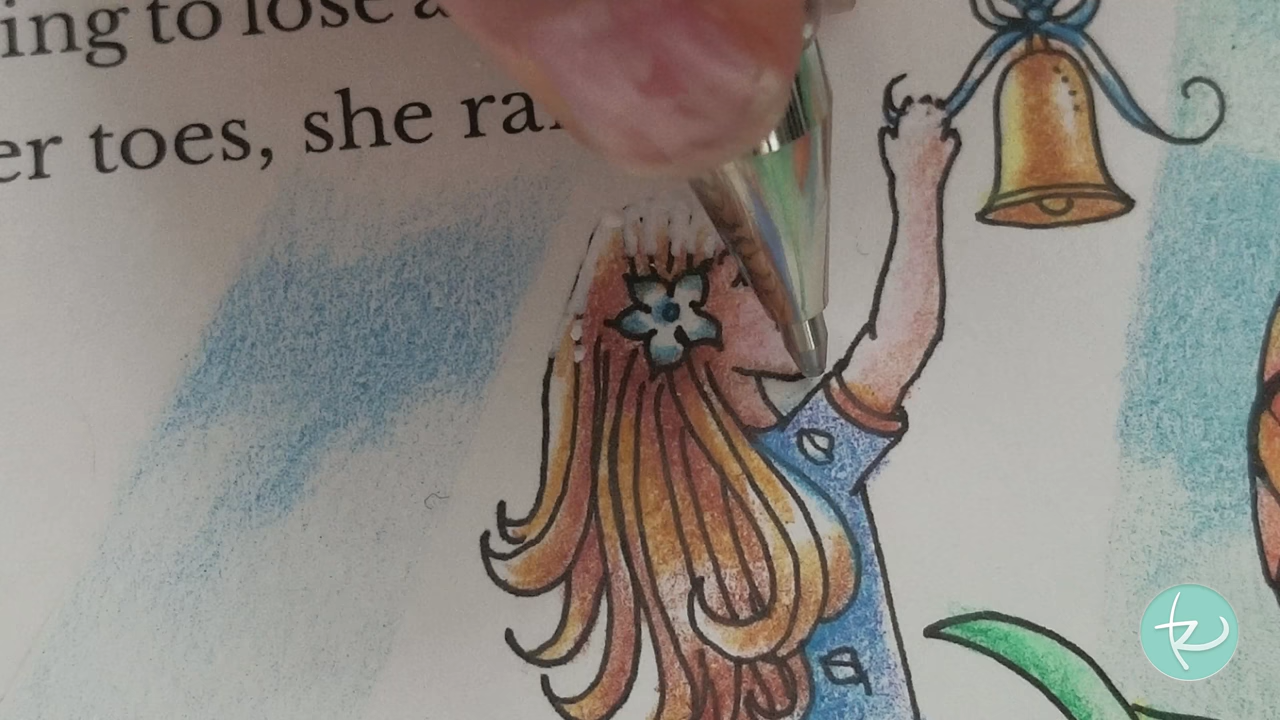 ing to lose a
er toes, she ra